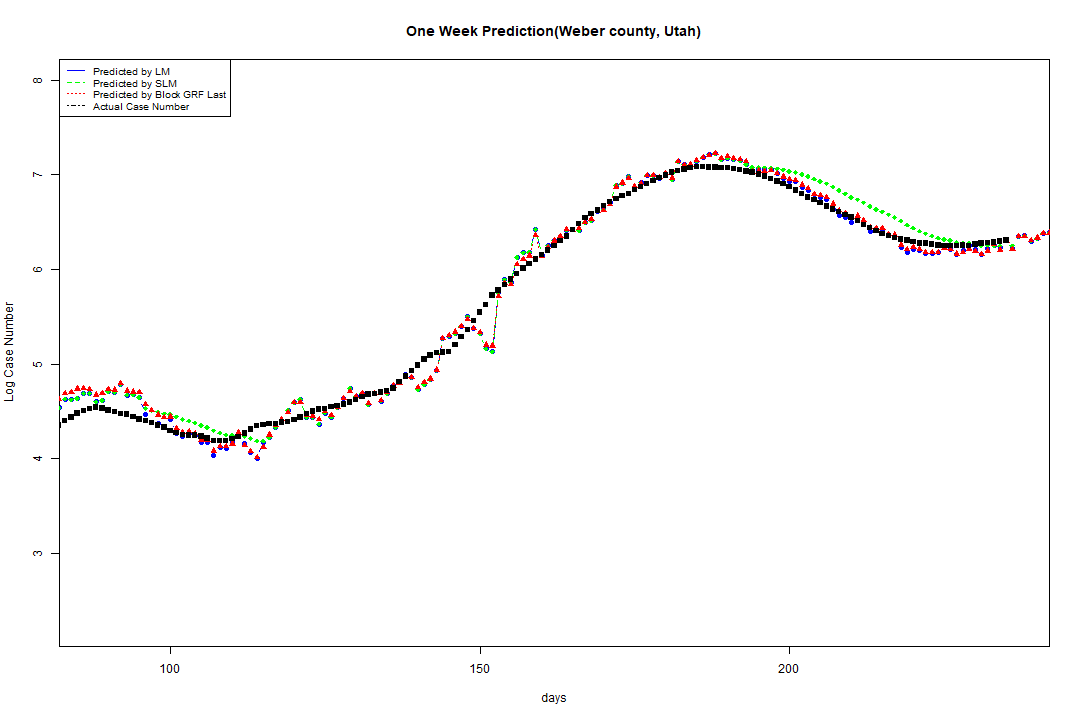 One Week Prediction(Weber county, Utah)
Predicted by LM
Predicted by SLM
Predicted by Block GRF Last
Actual Case Number
8
7
6
5
4
3
Log Case Number
100
150
200
days